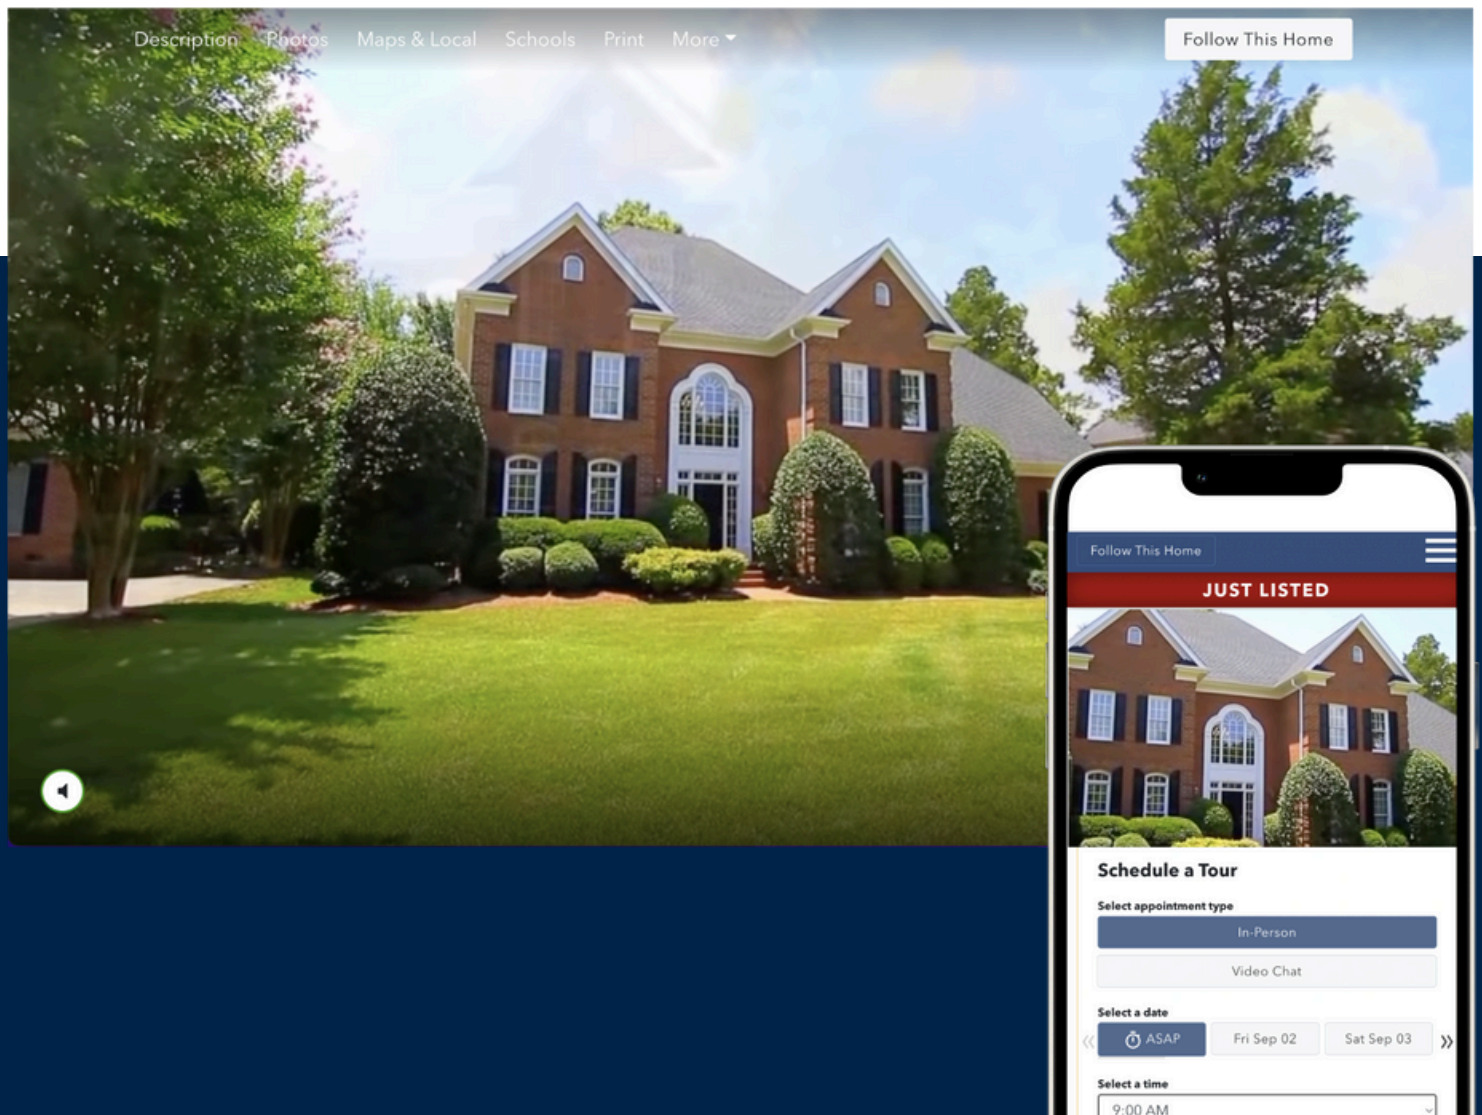 Description Photos Maps & Local Schools Print More Follow This Home
Follow This Home
JUST LISTED
Schedule a Tour
Select appointment type
In-Person
Video Chat
Select a date
ASAP Fri Sep 02 Sat Sep 03
Select a time
9:00 AM